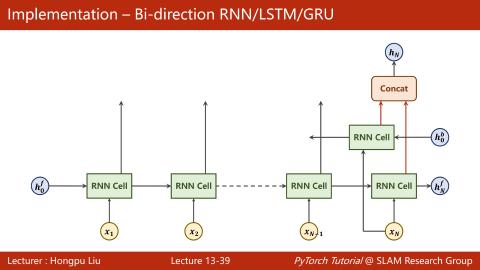 Implementation – Bi-direction RNN/LSTM/GRU
h_N
Concat
RNN Cell
h_0^b
h_0^f
RNN Cell
RNN Cell
RNN Cell
RNN Cell
h_N^f
x_1
x_2
x_{N-1}
x_N
Lecturer : Hongpu Liu
Lecture 13-39
PyTorch Tutorial @ SLAM Research Group